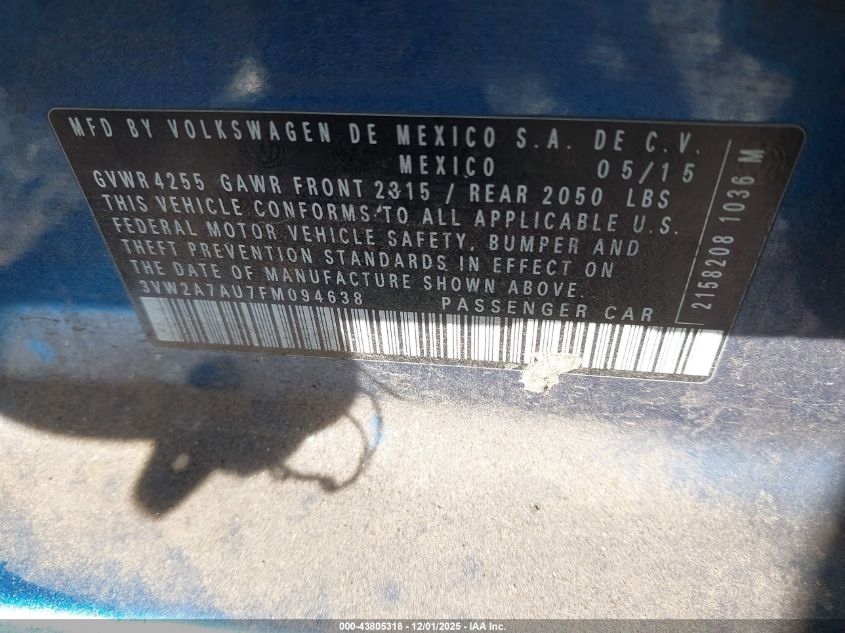 MFD BY VOLKSWAGEN DE MEXICO S.A. DE C.V.
MEXICO 05/15
GVWR 4255 GAWR FRONT 2315 / REAR 2050 LBS
THIS VEHICLE CONFORMS TO ALL APPLICABLE U.S.
FEDERAL MOTOR VEHICLE SAFETY, BUMPER AND
THEFT PREVENTION STANDARDS IN EFFECT ON
THE DATE OF MANUFACTURE SHOWN ABOVE.
3VW2A7AU7FM094638 PASSENGER CAR
2158208 1036 M
000-43805318 - 12/01/2025 - IAA Inc.